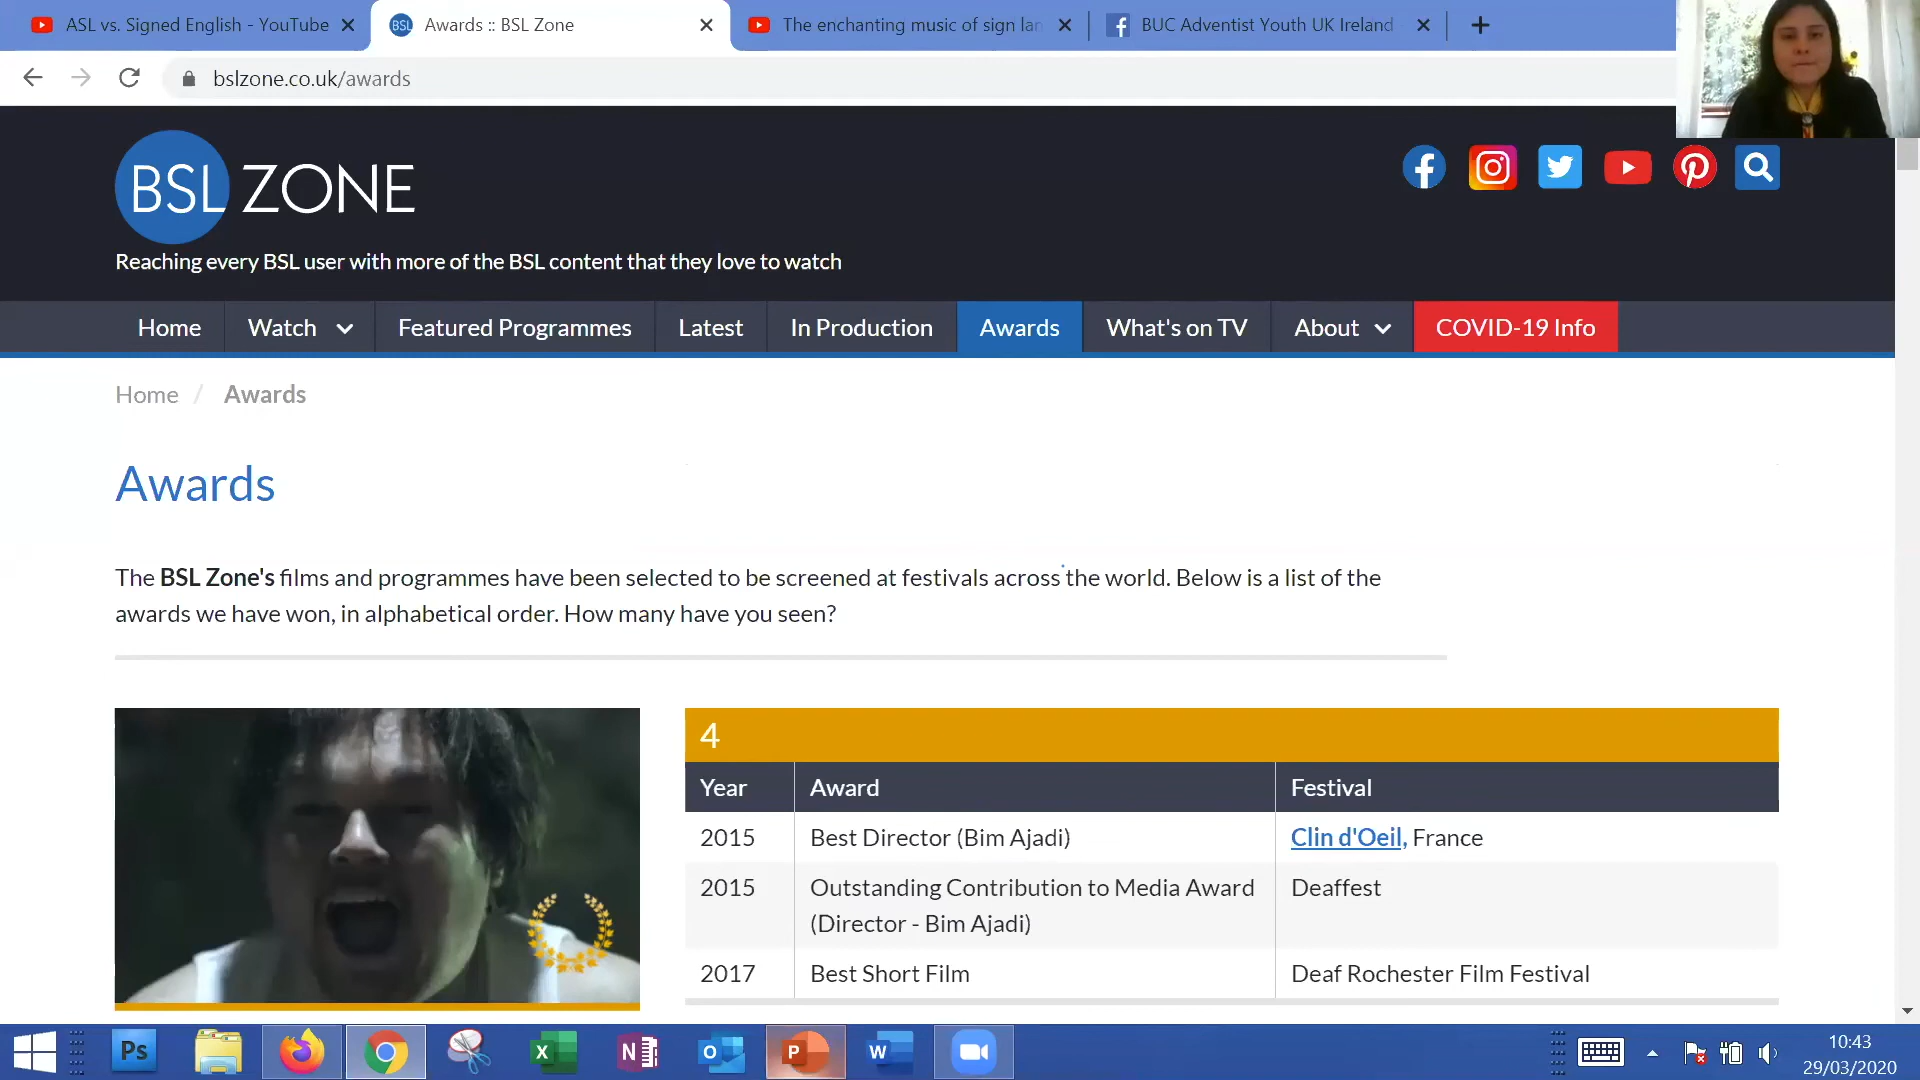 ASL vs. Signed English - YouTube
Awards :: BSL Zone
The enchanting music of sign lan
BUC Adventist Youth UK Ireland
bslzone.co.uk/awards
BSL ZONE
Reaching every BSL user with more of the BSL content that they love to watch
Home Watch Featured Programmes Latest In Production Awards What's on TV About COVID-19 Info
Home / Awards
Awards
The BSL Zone's films and programmes have been selected to be screened at festivals across the world. Below is a list of the
awards we have won, in alphabetical order. How many have you seen?
4
Year Award Festival
2015 Best Director (Bim Ajadi) Clin d'Oeil, France
2015 Outstanding Contribution to Media Award Deaffest
(Director - Bim Ajadi)
2017 Best Short Film Deaf Rochester Film Festival
10:43
29/03/2020